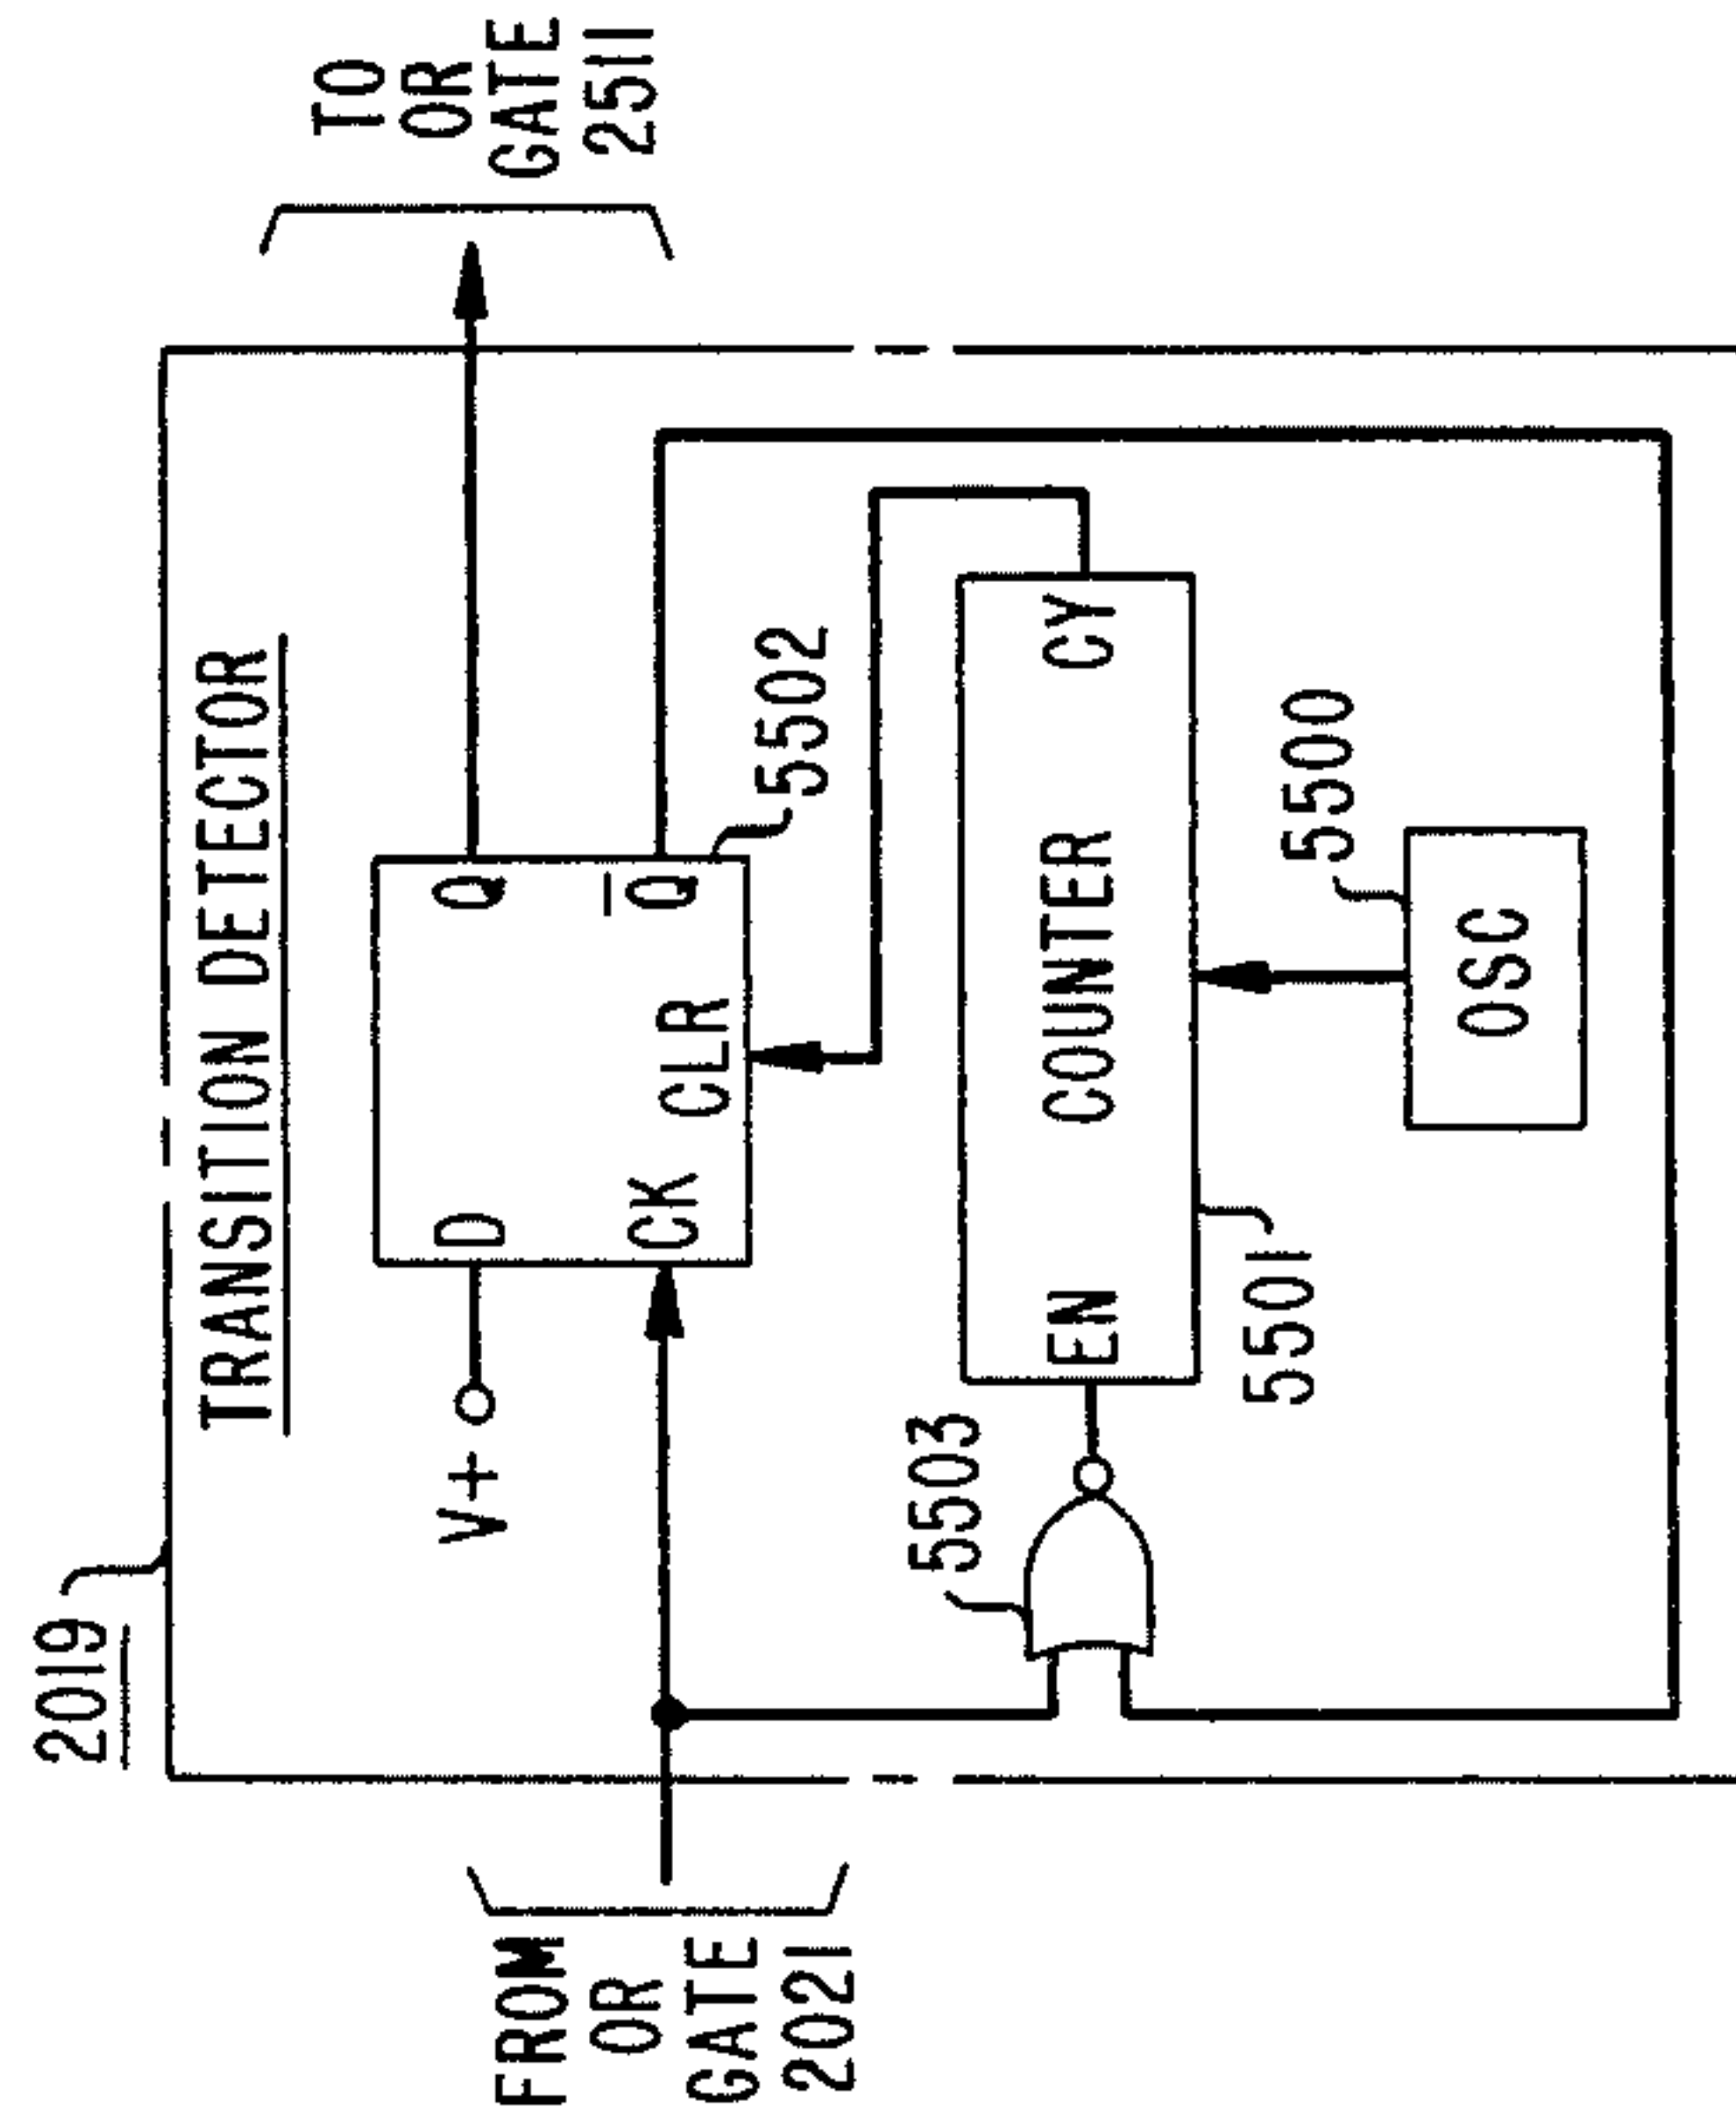 20119
TRANSITION DETECTOR
TO
OR
GATE
2511
V+
D
Q
CK
CLR
Q̅
5502
FROM
OR
GATE
2021
5503
EN
COUNTER
CY
5501
5500
OSC